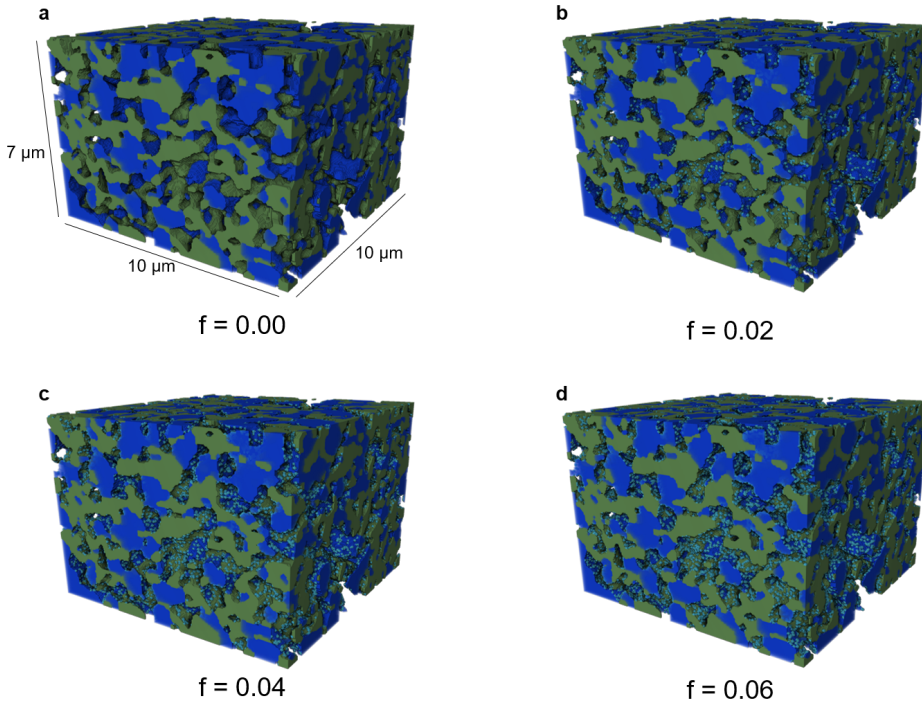 a
b
7 µm
10 µm
10 µm
f = 0.00
f = 0.02
c
d
f = 0.04
f = 0.06